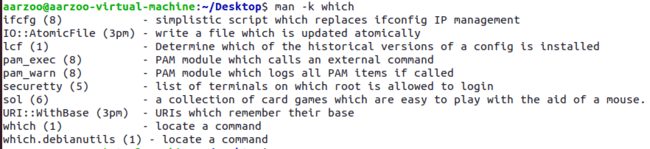 aarzoo@aarzoo-virtual-machine:~/Desktop$ man -k which
ifcfg (8)            - simplistic script which replaces ifconfig IP management
IO::AtomicFile (3pm) - write a file which is updated atomically
lcf (1)              - Determine which of the historical versions of a config is installed
pam_exec (8)         - PAM module which calls an external command
pam_warn (8)         - PAM module which logs all PAM items if called
securetty (5)        - list of terminals on which root is allowed to login
sol (6)              - a collection of card games which are easy to play with the aid of a mouse.
URI::WithBase (3pm)  - URIs which remember their base
which (1)            - locate a command
which.debianutils (1) - locate a command